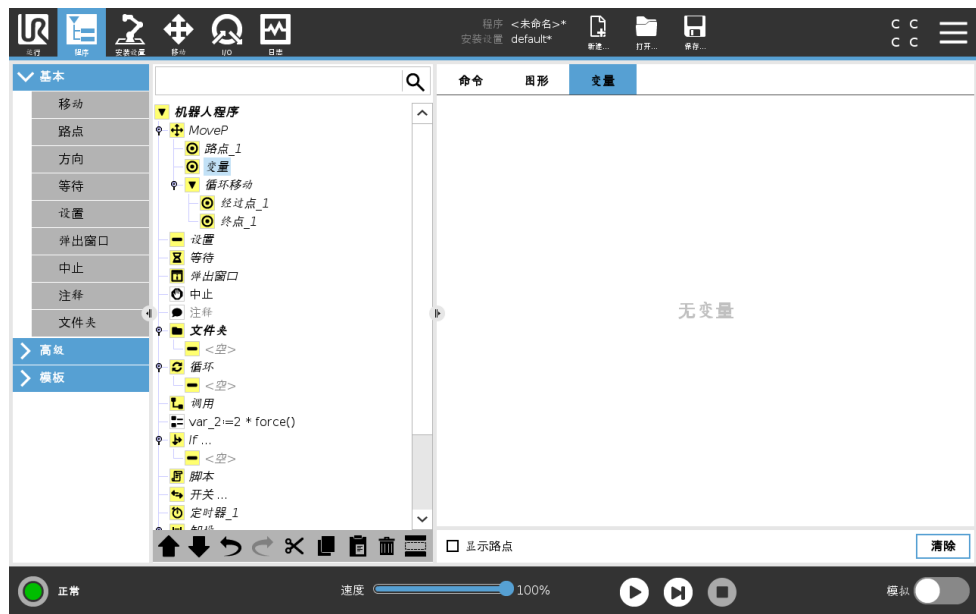 程序 <未命名>*
安装设置 default*
运行 程序 安装设置 移动 I/O 日志 新建... 打开... 保存...
C C
C C
基本
移动
路点
方向
等待
设置
弹出窗口
中止
注释
文件夹
高级
模板
机器人程序
MoveP
路点_1
变量
循环移动
经过点_1
终点_1
设置
等待
弹出窗口
中止
注释
文件夹
<空>
循环
<空>
调用
var_2:=2 * force()
If ...
<空>
脚本
开关 ...
定时器_1
命令 图形 变量
无变量
显示路点 清除
正常 速度 100% 模拟